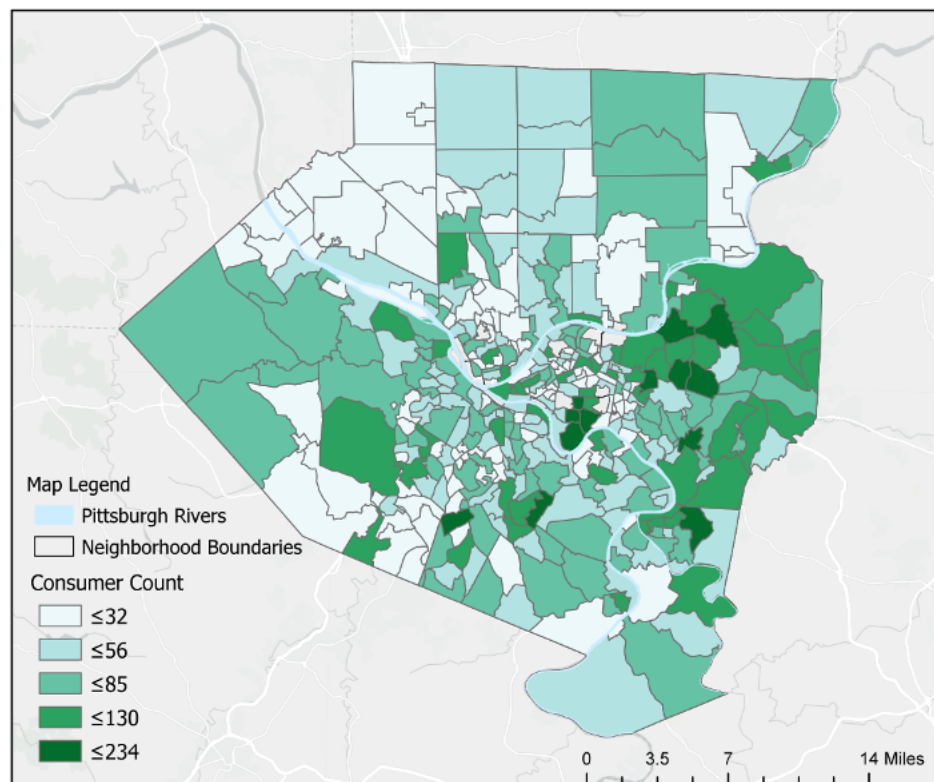 Map Legend
Pittsburgh Rivers
Neighborhood Boundaries
Consumer Count
≤32
≤56
≤85
≤130
≤234
0 3.5 7 14 Miles